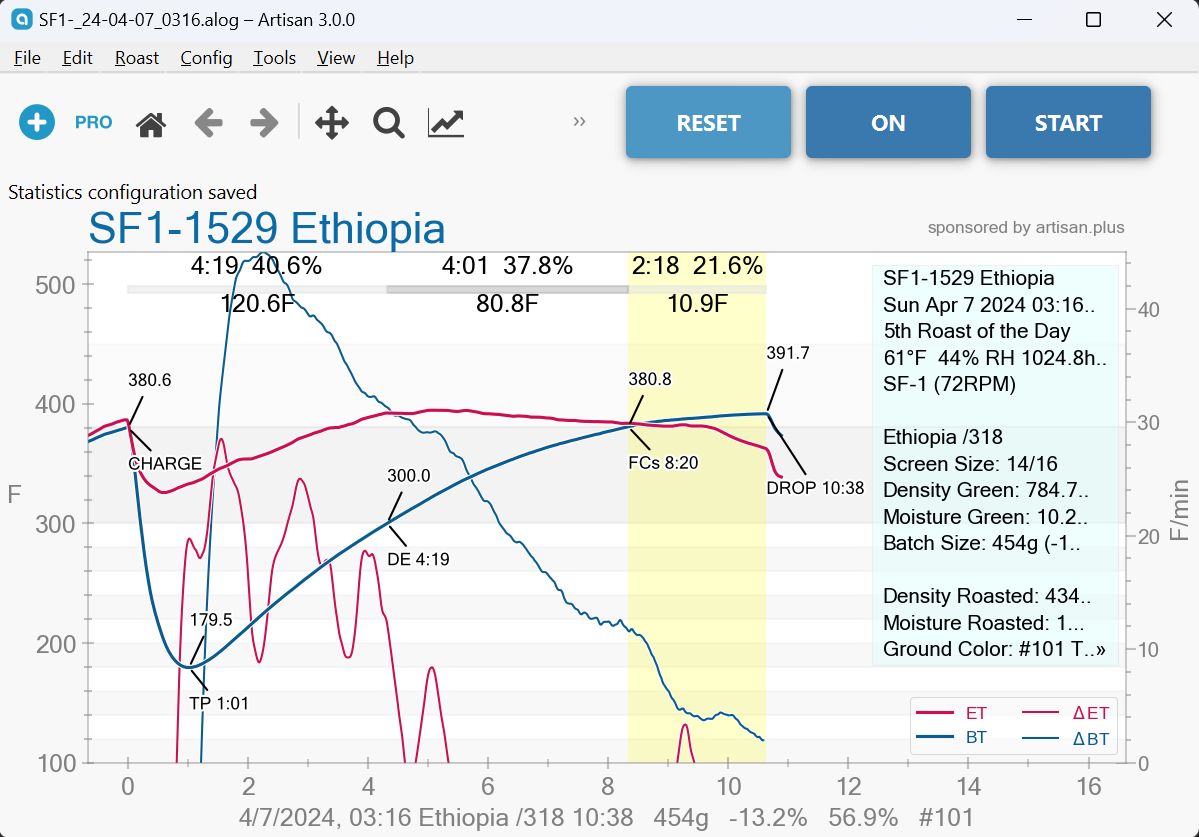 SF1-_24-04-07_0316.alog – Artisan 3.0.0
File Edit Roast Config Tools View Help
PRO
»
RESET ON START
Statistics configuration saved
SF1-1529 Ethiopia
sponsored by artisan.plus
4:19 40.6% 4:01 37.8% 2:18 21.6%
120.6F 80.8F 10.9F
500
400
300
200
100
F
40
30
20
10
0
F/min
380.6
CHARGE
179.5
TP 1:01
300.0
DE 4:19
380.8
FCs 8:20
391.7
DROP 10:38
SF1-1529 Ethiopia
Sun Apr 7 2024 03:16..
5th Roast of the Day
61°F 44% RH 1024.8h..
SF-1 (72RPM)
Ethiopia /318
Screen Size: 14/16
Density Green: 784.7..
Moisture Green: 10.2..
Batch Size: 454g (-1..
Density Roasted: 434..
Moisture Roasted: 1...
Ground Color: #101 T..»
ET ΔET
BT ΔBT
0 2 4 6 8 10 12 14 16
4/7/2024, 03:16 Ethiopia /318 10:38 454g -13.2% 56.9% #101